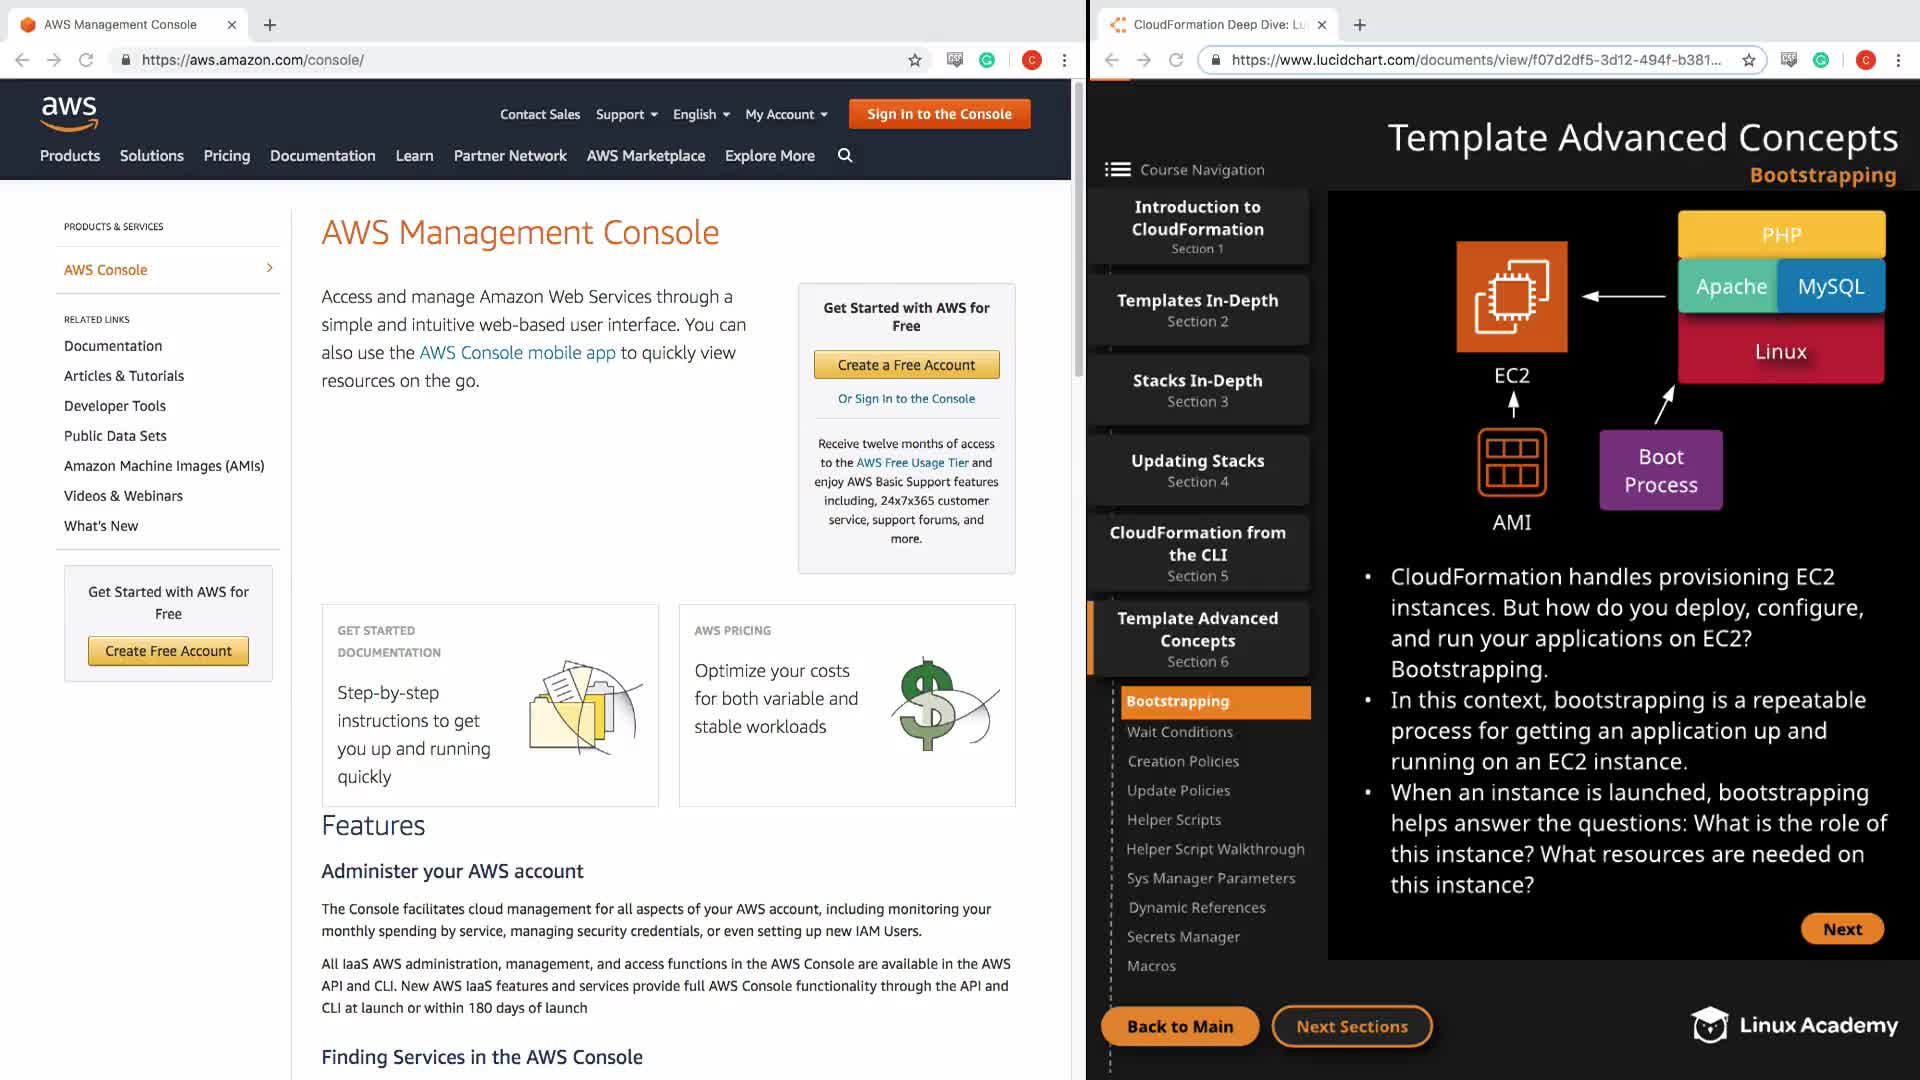 AWS Management Console
https://aws.amazon.com/console/
C
aws
Contact Sales
Support
English
My Account
Sign In to the Console
Products
Solutions
Pricing
Documentation
Learn
Partner Network
AWS Marketplace
Explore More
PRODUCTS & SERVICES
AWS Console
RELATED LINKS
Documentation
Articles & Tutorials
Developer Tools
Public Data Sets
Amazon Machine Images (AMIs)
Videos & Webinars
What's New
Get Started with AWS for
Free
Create Free Account
AWS Management Console
Access and manage Amazon Web Services through a
simple and intuitive web-based user interface. You can
also use the AWS Console mobile app to quickly view
resources on the go.
Get Started with AWS for
Free
Create a Free Account
Or Sign In to the Console
Receive twelve months of access
to the AWS Free Usage Tier and
enjoy AWS Basic Support features
including, 24x7x365 customer
service, support forums, and
more.
GET STARTED
DOCUMENTATION
Step-by-step
instructions to get
you up and running
quickly
AWS PRICING
Optimize your costs
for both variable and
stable workloads
Features
Administer your AWS account
The Console facilitates cloud management for all aspects of your AWS account, including monitoring your
monthly spending by service, managing security credentials, or even setting up new IAM Users.
All IaaS AWS administration, management, and access functions in the AWS Console are available in the AWS
API and CLI. New AWS IaaS features and services provide full AWS Console functionality through the API and
CLI at launch or within 180 days of launch
Finding Services in the AWS Console
CloudFormation Deep Dive: Lu
https://www.lucidchart.com/documents/view/f07d2df5-3d12-494f-b381...
C
Template Advanced Concepts
Bootstrapping
Course Navigation
Introduction to
CloudFormation
Section 1
Templates In-Depth
Section 2
Stacks In-Depth
Section 3
Updating Stacks
Section 4
CloudFormation from
the CLI
Section 5
Template Advanced
Concepts
Section 6
Bootstrapping
Wait Conditions
Creation Policies
Update Policies
Helper Scripts
Helper Script Walkthrough
Sys Manager Parameters
Dynamic References
Secrets Manager
Macros
PHP
Apache
MySQL
Linux
EC2
AMI
Boot
Process
• CloudFormation handles provisioning EC2
instances. But how do you deploy, configure,
and run your applications on EC2?
Bootstrapping.
• In this context, bootstrapping is a repeatable
process for getting an application up and
running on an EC2 instance.
• When an instance is launched, bootstrapping
helps answer the questions: What is the role of
this instance? What resources are needed on
this instance?
Next
Back to Main
Next Sections
Linux Academy